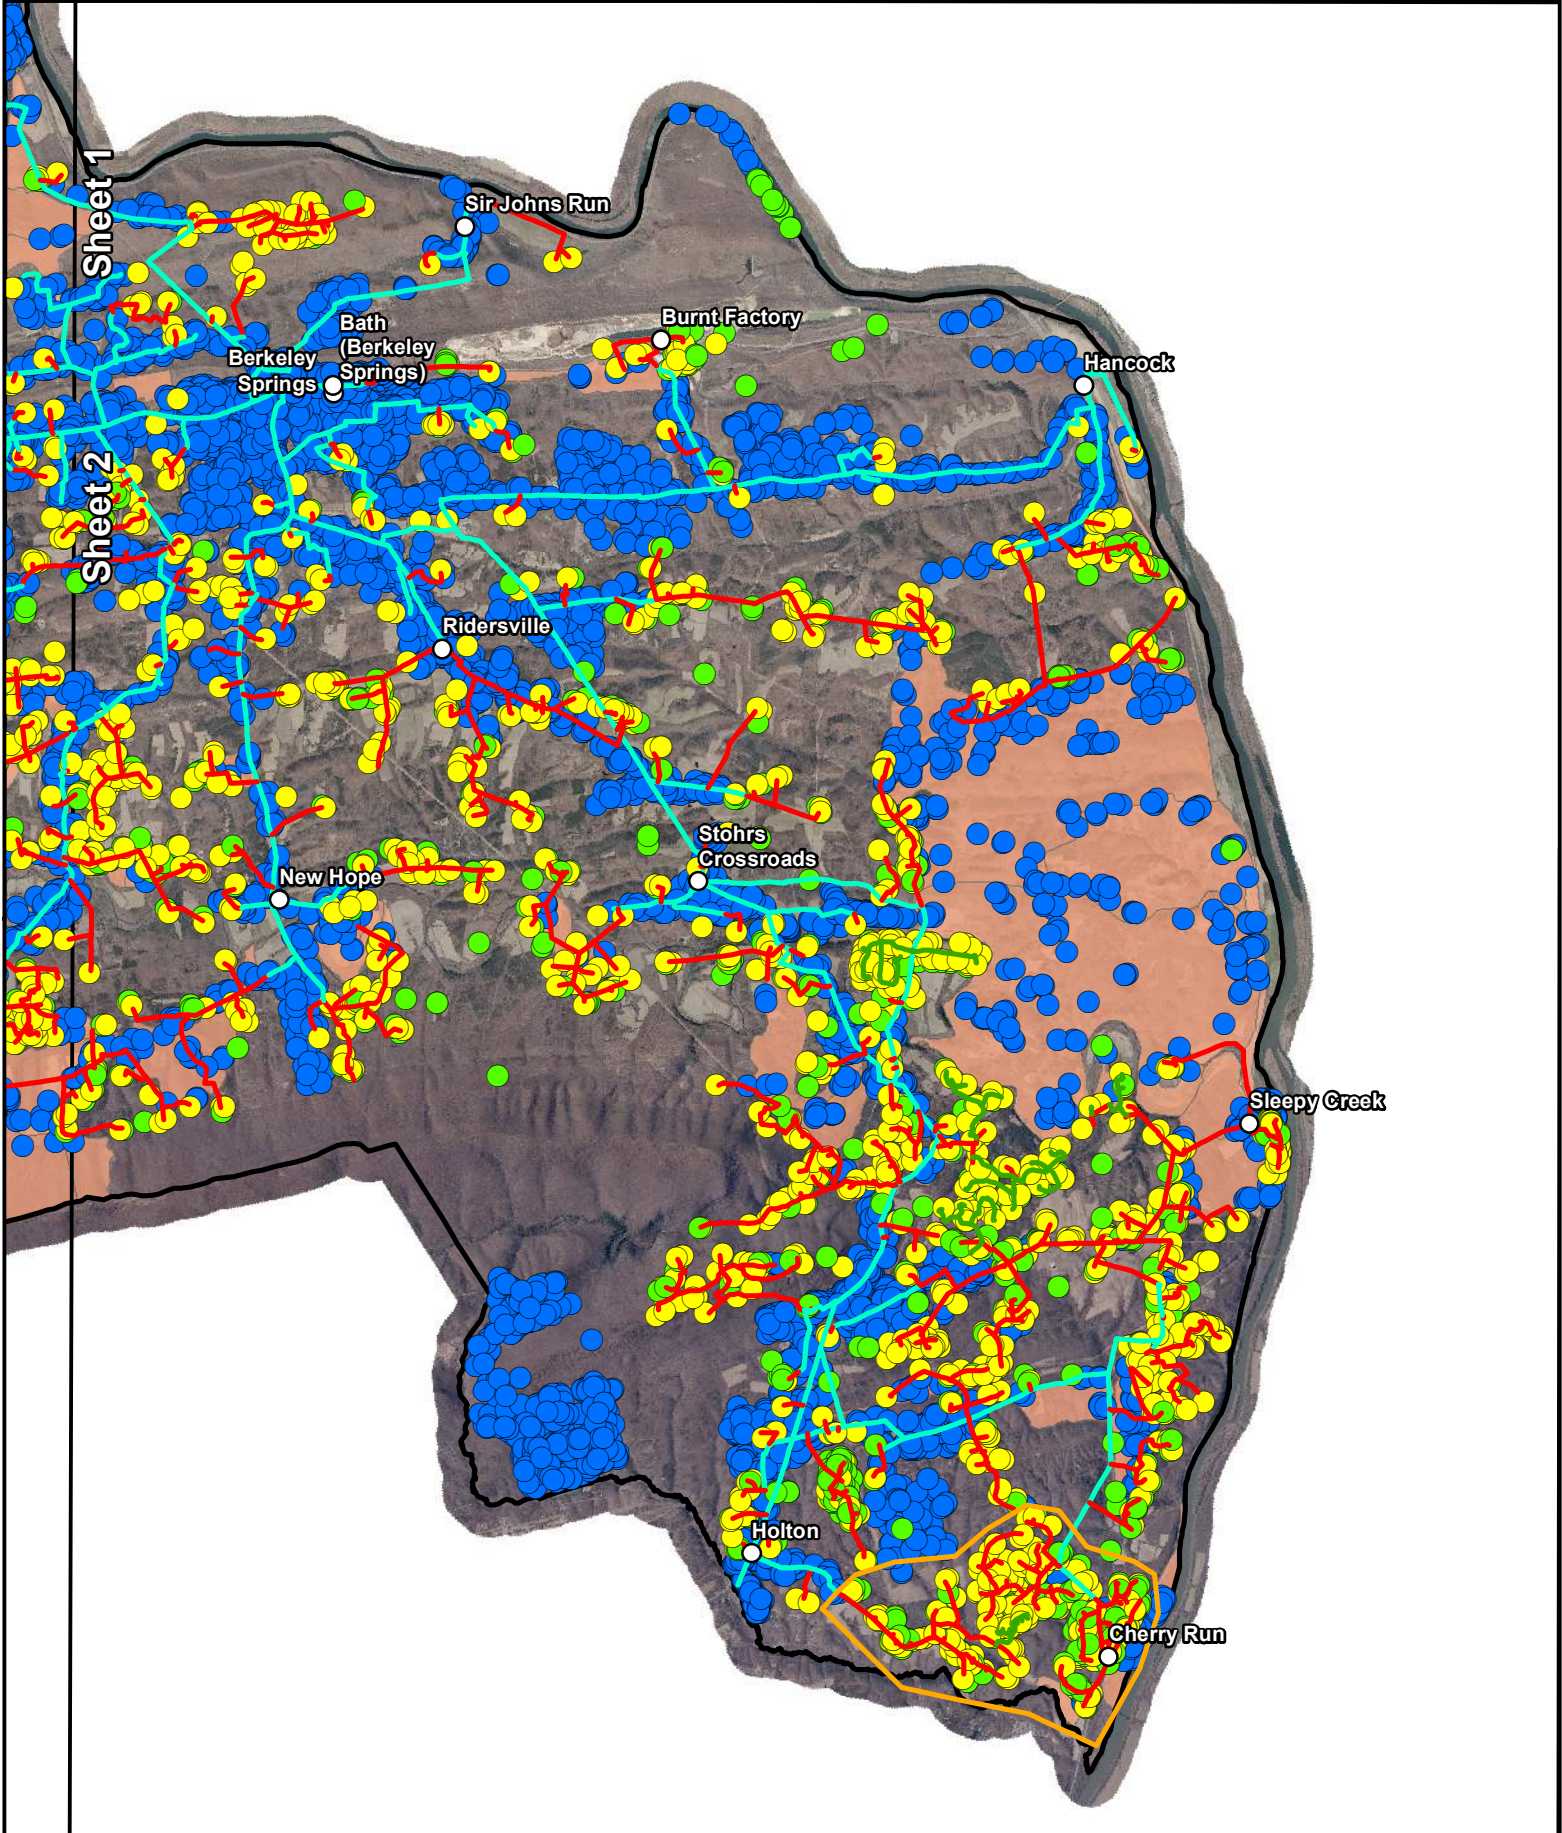 Sheet 1
Sir Johns Run
Burnt Factory
Bath
(Berkeley
Springs)
Berkeley
Springs
Hancock
Sheet 2
Ridersville
Stohrs
Crossroads
New Hope
Sleepy Creek
Holton
Cherry Run